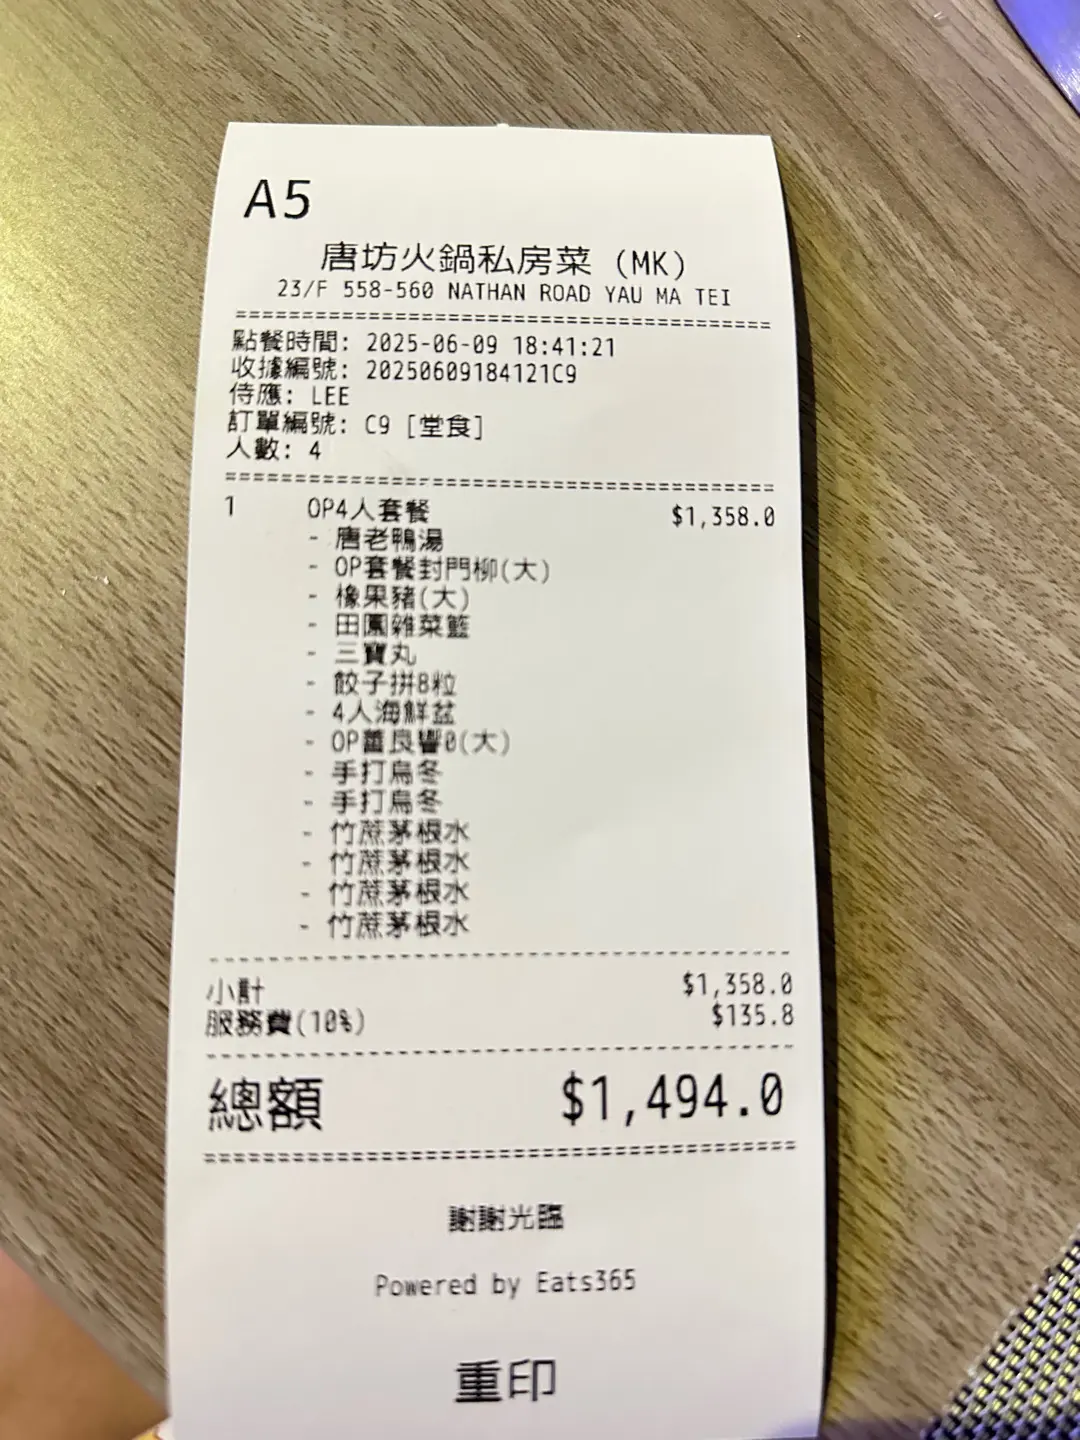 A5
唐坊火鍋私房菜 (MK)
23/F 558-560 NATHAN ROAD YAU MA TEI
點餐時間: 2025-06-09 18:41:21
收據編號: 20250609184121C9
侍應: LEE
訂單編號: C9 [堂食]
人數: 4
1 OP4人套餐 $1,358.0
- 唐老鴨湯
- OP套餐封門柳(大)
- 橡果豬(大)
- 田園雜菜籃
- 三寶丸
- 餃子拼8粒
- 4人海鮮盆
- OP (大)
- 手打烏冬
- 手打烏冬
- 竹蔗茅根水
- 竹蔗茅根水
- 竹蔗茅根水
- 竹蔗茅根水
小計 $1,358.0
服務費(10%) $135.8
總額 $1,494.0
謝謝光臨
Powered by Eats365
重印